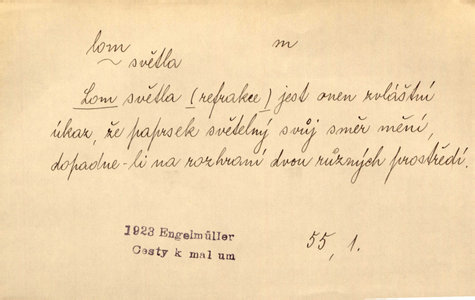 lom m
~ světla
Lom světla (refrakce) jest onen zvláštní
úkaz, že paprsek světelný svůj směr mění,
dopadne-li na rozhraní dvou různých prostředí.
1923 Engelmüller
Cesty k mal um
55, 1.